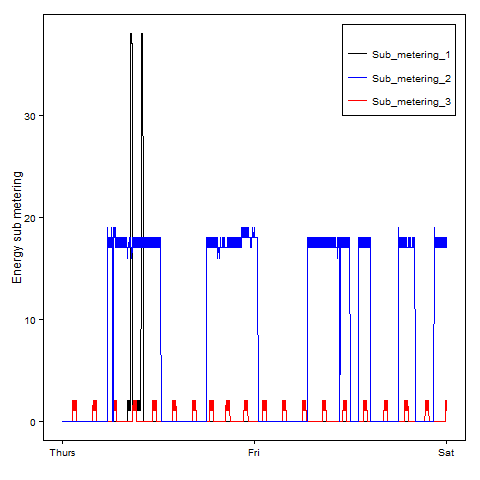 Sub_metering_1
Sub_metering_2
Sub_metering_3
Energy sub metering
30
20
10
0
Thurs
Fri
Sat